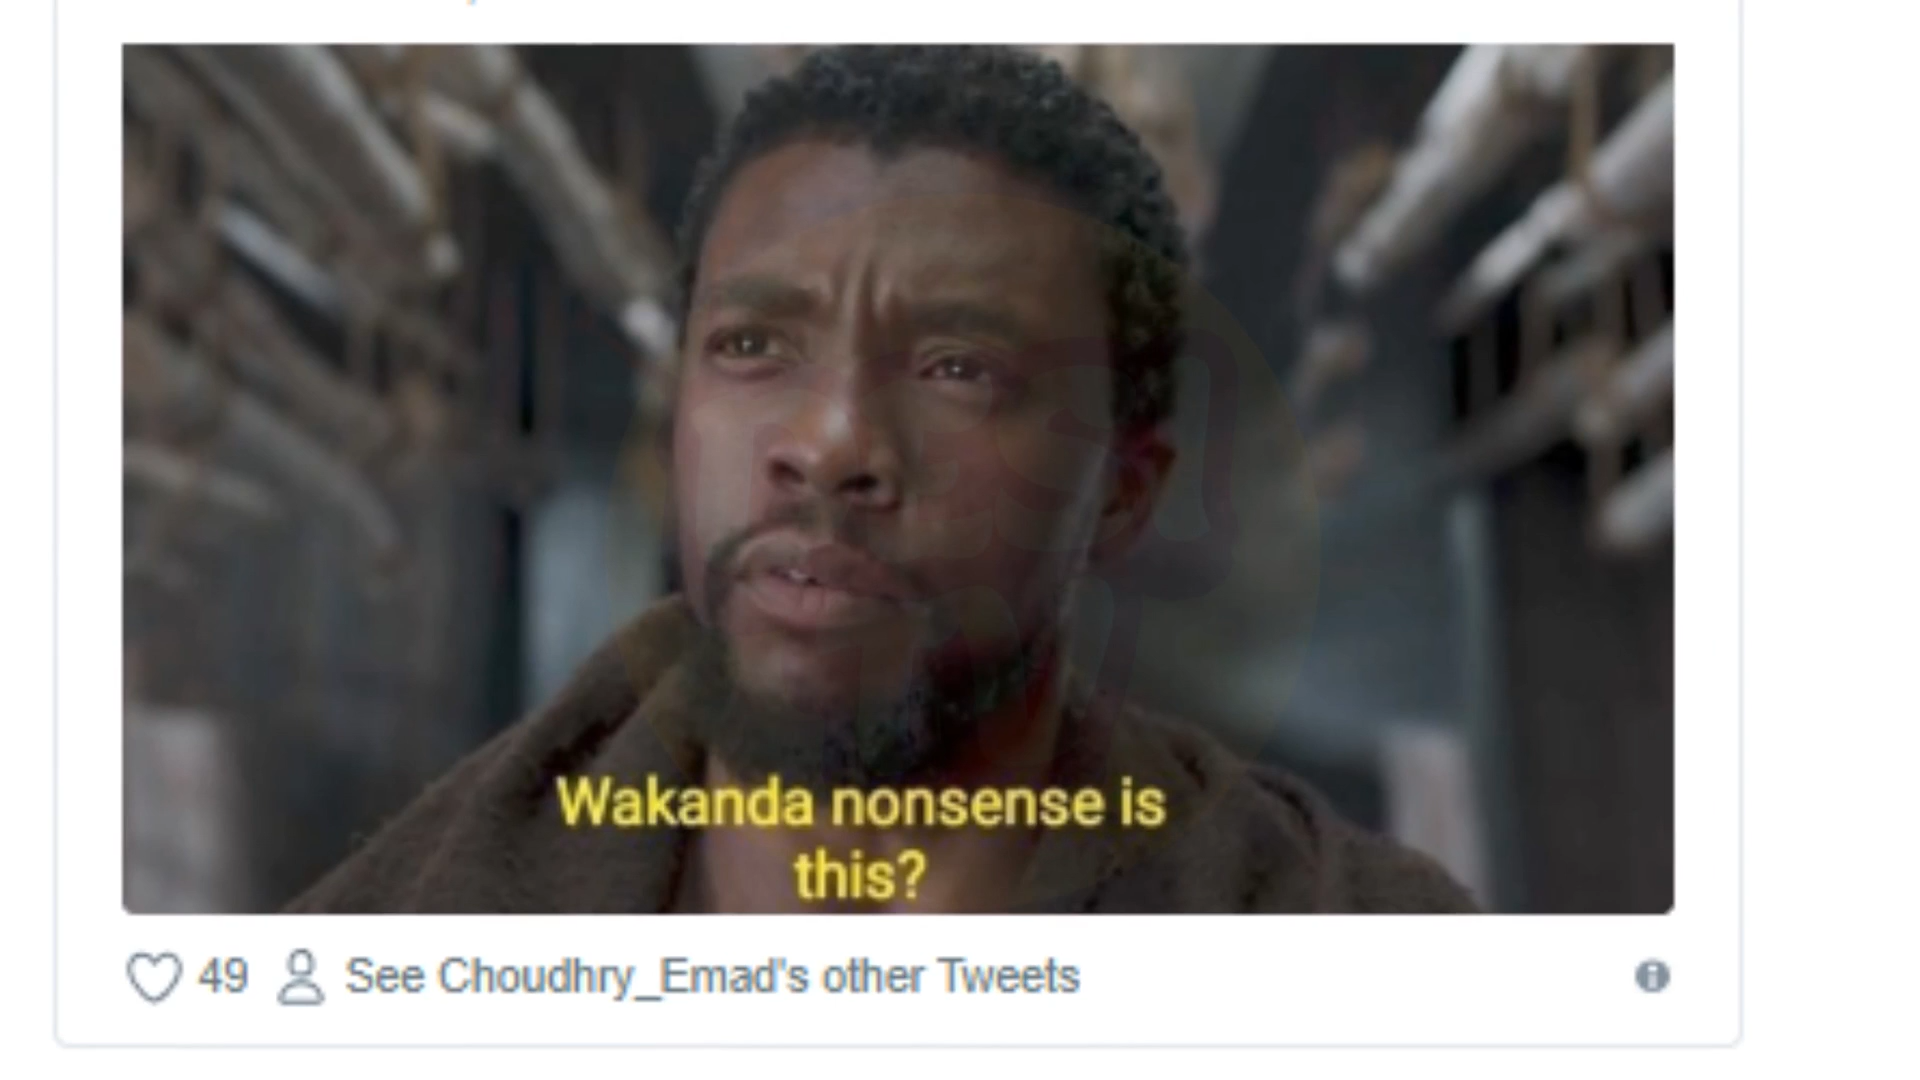 Wakanda nonsense is
this?
49 See Choudhry_Emad's other Tweets